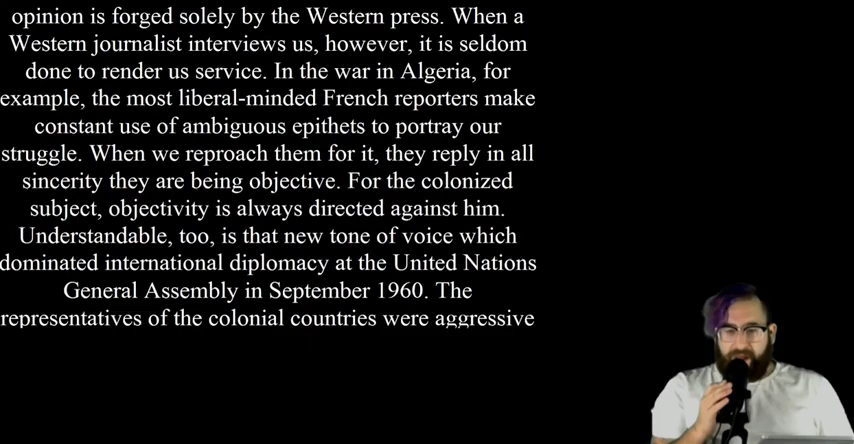 opinion is forged solely by the Western press. When a
Western journalist interviews us, however, it is seldom
done to render us service. In the war in Algeria, for
example, the most liberal-minded French reporters make
constant use of ambiguous epithets to portray our
struggle. When we reproach them for it, they reply in all
sincerity they are being objective. For the colonized
subject, objectivity is always directed against him.
Understandable, too, is that new tone of voice which
dominated international diplomacy at the United Nations
General Assembly in September 1960. The
representatives of the colonial countries were aggressive